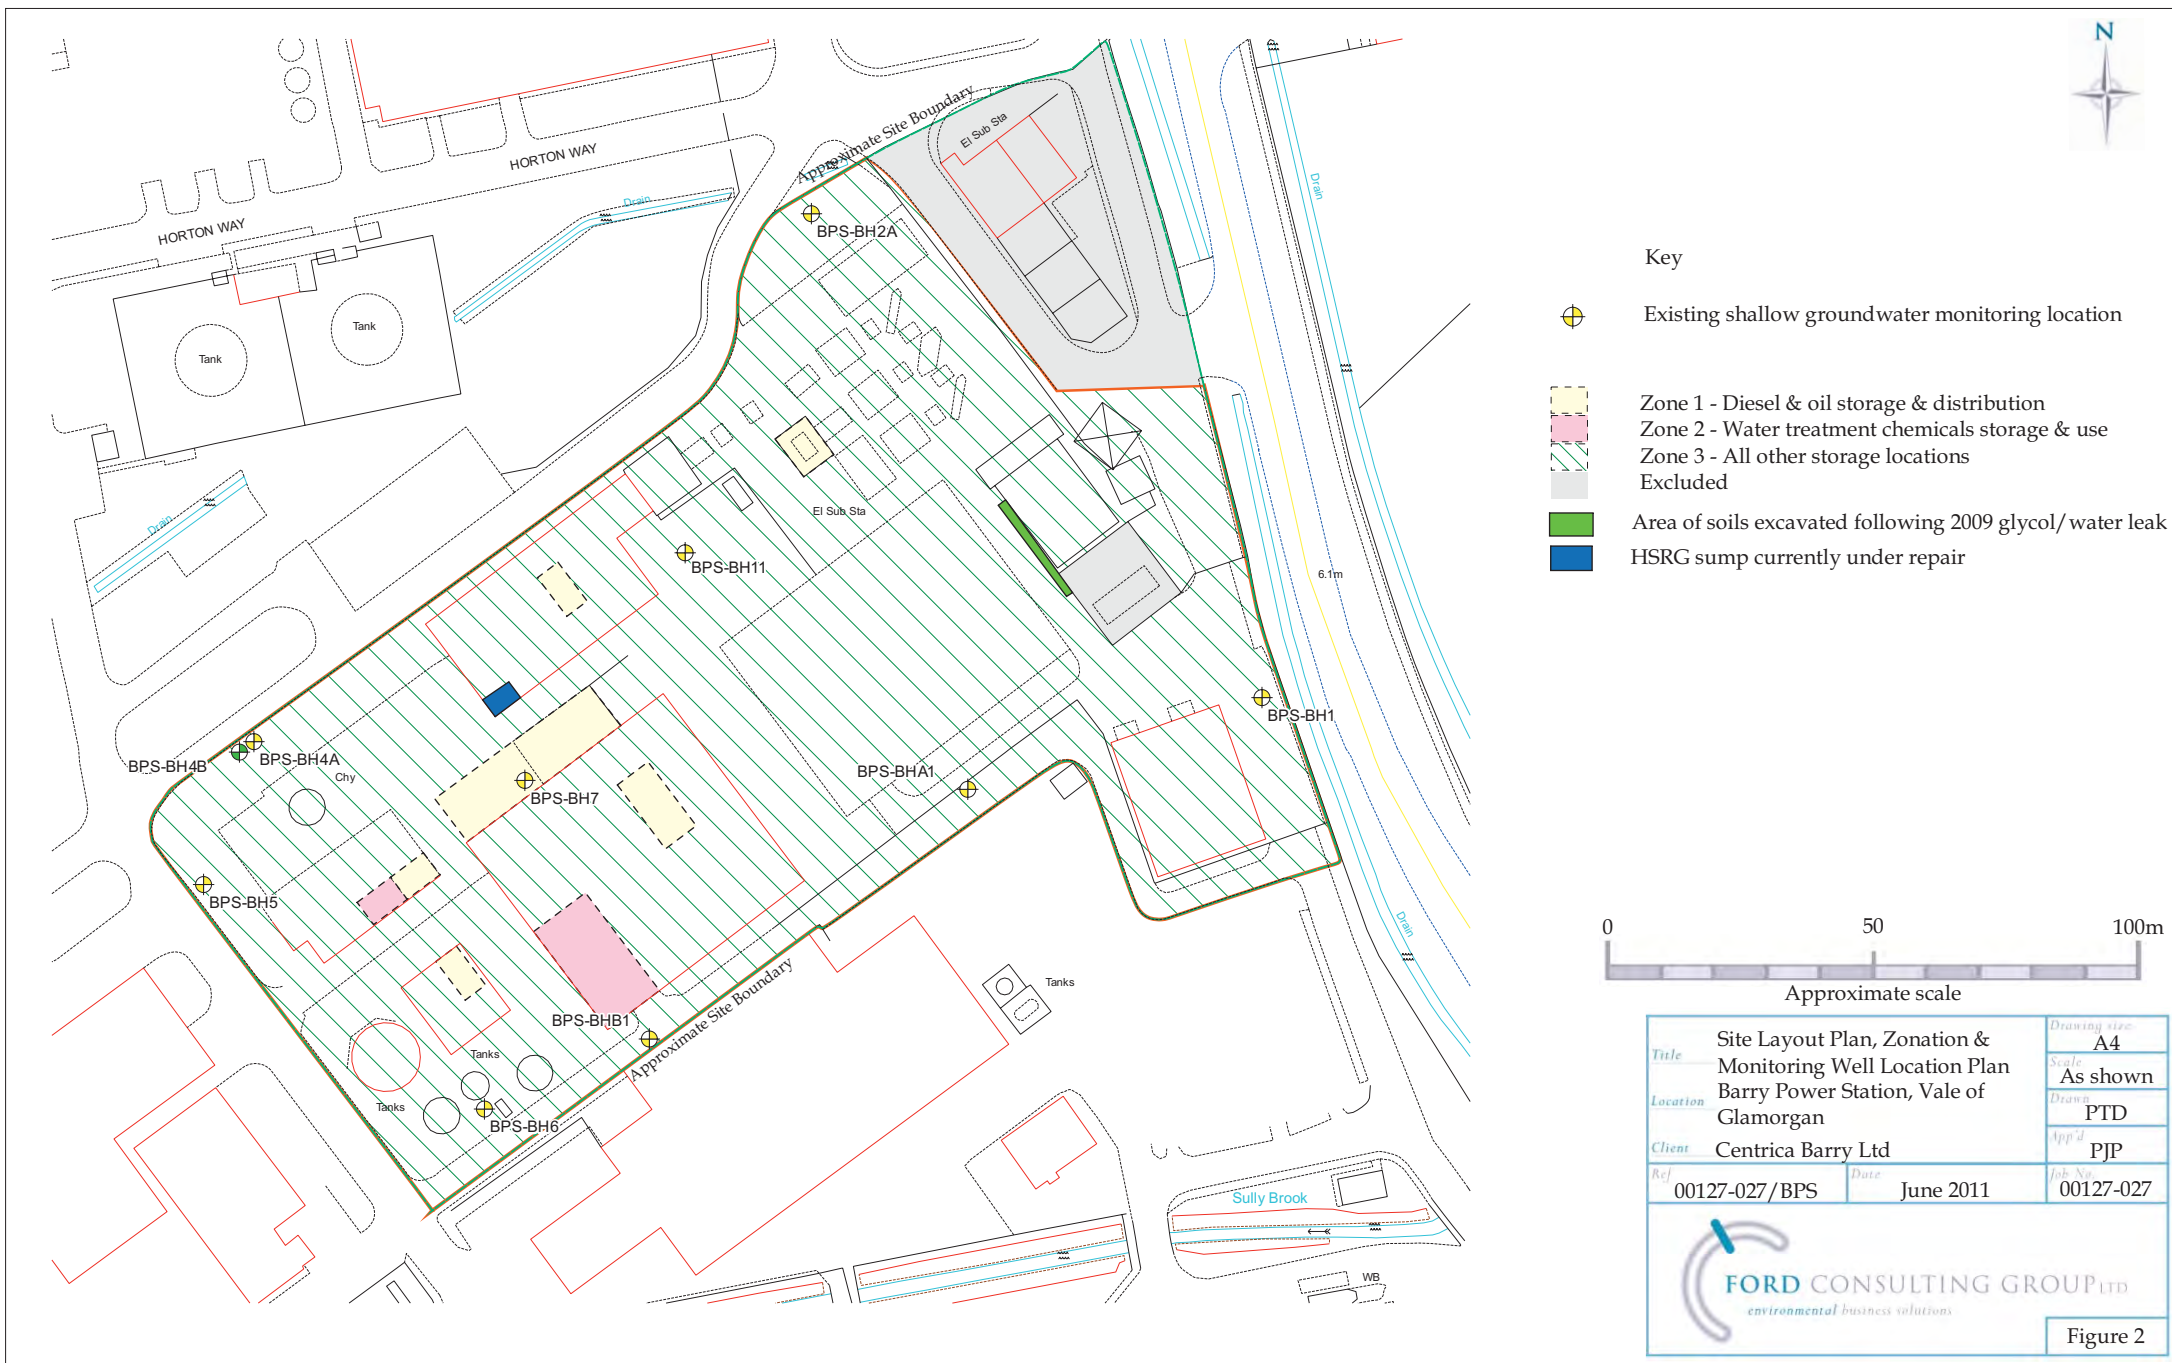 N
Approximate Site Boundary
El Sub Sta
HORTON WAY
HORTON WAY
Drain
Drain
Tank
Tank
BPS-BH2A
Key
Existing shallow groundwater monitoring location
Zone 1 - Diesel & oil storage & distribution
Zone 2 - Water treatment chemicals storage & use
Zone 3 - All other storage locations
Excluded
Area of soils excavated following 2009 glycol/water leak
HSRG sump currently under repair
El Sub Sta
Drain
BPS-BH11
6.1m
BPS-BH1
BPS-BH4B
BPS-BH4A
Chy
BPS-BHA1
BPS-BH7
BPS-BH5
Drain
BPS-BHB1
Approximate Site Boundary
Tanks
Tanks
Tanks
BPS-BH6
Sully Brook
WB
0
50
100m
Approximate scale
Title
Site Layout Plan, Zonation &
Monitoring Well Location Plan
Location
Barry Power Station, Vale of
Glamorgan
Client
Centrica Barry Ltd
Drawing size
A4
Scale
As shown
Drawn
PTD
App'd
PJP
Ref
00127-027/BPS
Date
June 2011
Job No.
00127-027
FORD CONSULTING GROUP LTD
environmental business solutions
Figure 2